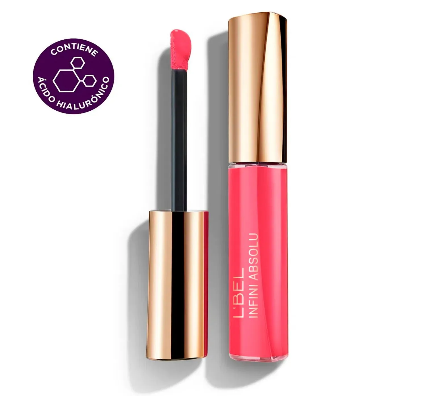 CONTIENE
ÁCIDO HIALURÓNICO
L'BEL
INFINI ABSOLU